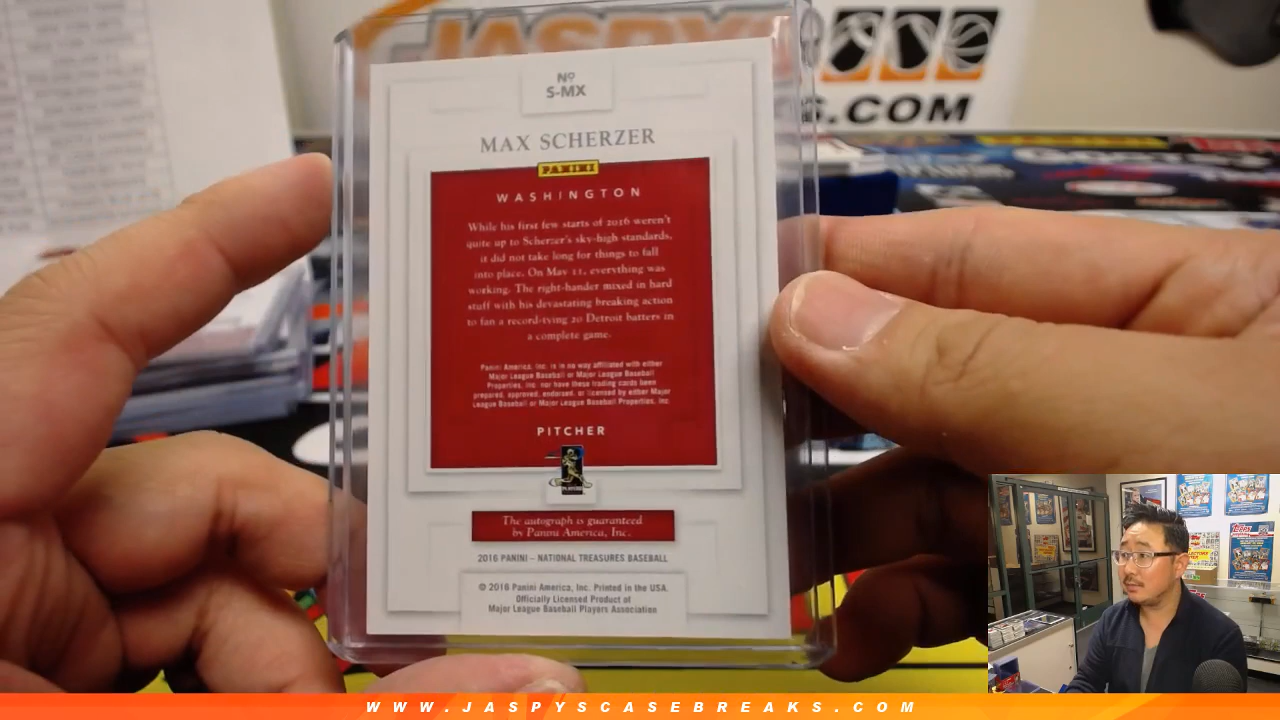 JASPY'S
S.COM
Nº
S-MX
MAX SCHERZER
PANINI
WASHINGTON
While his first few starts of 2016 weren't
quite up to Scherzer's sky-high standards,
it did not take long for things to fall
into place. On May 11, everything was
working. The right-hander mixed in hard
stuff with his devastating breaking action
to fan a record-tying 20 Detroit batters in
a complete game.
Panini America, Inc. is in no way affiliated with either
Major League Baseball or Major League Baseball
Properties, Inc. nor have these trading cards been
prepared, approved, endorsed, or licensed by either Major
League Baseball or Major League Baseball Properties, Inc.
PITCHER
The autograph is guaranteed
by Panini America, Inc.
2016 PANINI – NATIONAL TREASURES BASEBALL
© 2016 Panini America, Inc. Printed in the USA.
Officially Licensed Product of
Major League Baseball Players Association
Topps
WWW.JASPYSCASEBREAKS.COM